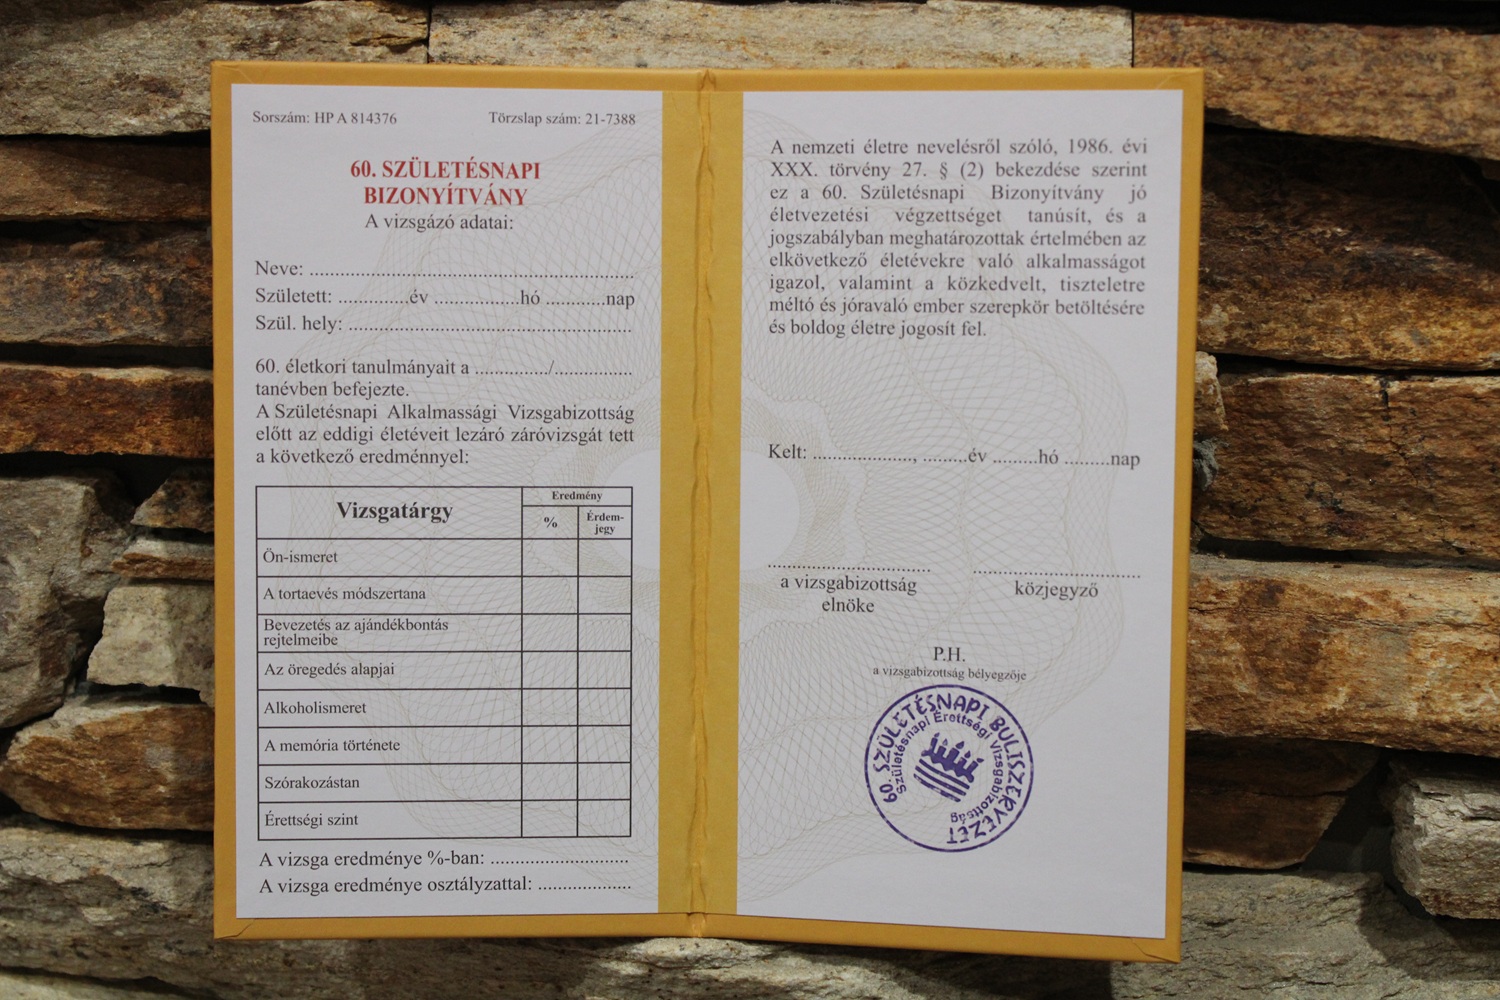 Sorszám: HP A 814376
Törzslap szám: 21-7388
60. SZÜLETÉSNAPI
BIZONYÍTVÁNY
A vizsgázó adatai:
Neve: ..........................................................
Született: .............év ................hó ...........nap
Szül. hely: ...................................................
60. életkori tanulmányait a ............../..............
tanévben befejezte.
A Születésnapi Alkalmassági Vizsgabizottság
előtt az eddigi életéveit lezáró záróvizsgát tett
a következő eredménnyel:
Vizsgatárgy
Eredmény
%
Érdem-
jegy
Ön-ismeret
A tortaevés módszertana
Bevezetés az ajándékbontás
rejtelmeibe
Az öregedés alapjai
Alkoholismeret
A memória története
Szórakozástan
Érettségi szint
A vizsga eredménye %-ban: .........................
A vizsga eredménye osztályzattal: .................
A nemzeti életre nevelésről szóló, 1986. évi
XXX. törvény 27. § (2) bekezdése szerint
ez a 60. Születésnapi Bizonyítvány jó
életvezetési végzettséget tanúsít, és a
jogszabályban meghatározottak értelmében az
elkövetkező életévekre való alkalmasságot
igazol, valamint a közkedvelt, tiszteletre
méltó és jóravaló ember szerepkör betöltésére
és boldog életre jogosít fel.
Kelt: ..................., ........év ........hó ........nap
a vizsgabizottság
elnöke
közjegyző
P.H.
a vizsgabizottság bélyegzője
60. SZÜLETÉSNAPI BULISZERVEZET
Születésnapi Érettségi Vizsgabizottság